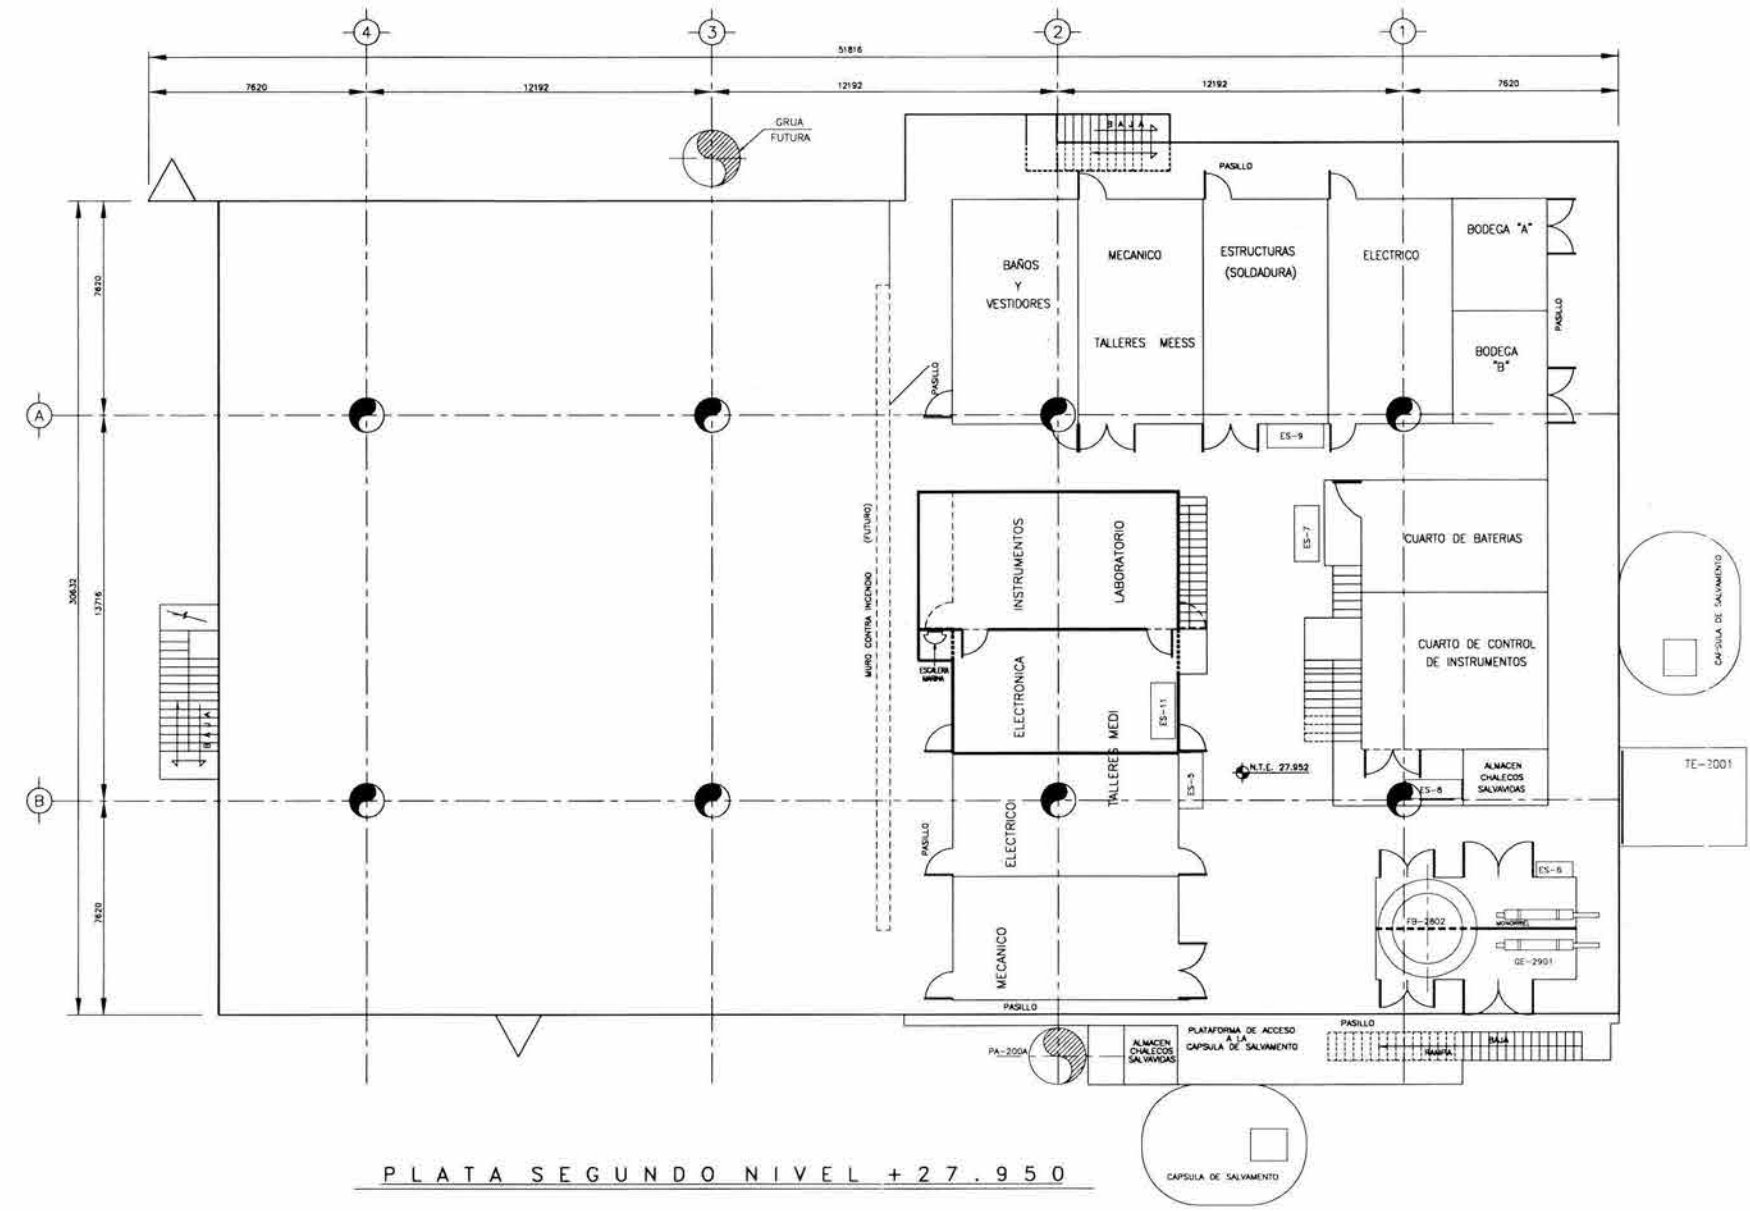 4
3
2
1
51816
7620
12192
12192
12192
7620
GRUA
FUTURA
BAJA
PASILLO
30632
7620
13716
7620
A
B
BAÑOS
Y
VESTIDORES
MECANICO
TALLERES MEESS
ESTRUCTURAS
(SOLDADURA)
ELECTRICO
BODEGA "A"
BODEGA
"B"
PASILLO
PASILLO
ES-9
MURO CONTRA INCENDIO (FUTURO)
INSTRUMENTOS
LABORATORIO
ES-7
CUARTO DE BATERIAS
CUARTO DE CONTROL
DE INSTRUMENTOS
CAPSULA DE SALVAMENTO
ESCALERA
MARINA
ELECTRONICA
ES-11
TALLERES MEDI
BAJA
N.T.E. 27.952
ES-5
ALMACEN
CHALECOS
SALVAVIDAS
ES-8
TE-2001
PASILLO
ELECTRICO
MECANICO
ES-6
FB-2802
MONORRIEL
GE-2901
PASILLO
PA-200A
ALMACEN
CHALECOS
SALVAVIDAS
PLATAFORMA DE ACCESO
A LA
CAPSULA DE SALVAMENTO
PASILLO
RAMPA
BAJA
CAPSULA DE SALVAMENTO
PLATA SEGUNDO NIVEL +27.950